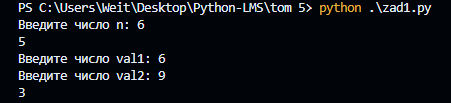 PS C:\Users\Weit\Desktop\Python-LMS\tom 5> python .\zad1.py
Введите число n: 6
5
Введите число val1: 6
Введите число val2: 9
3